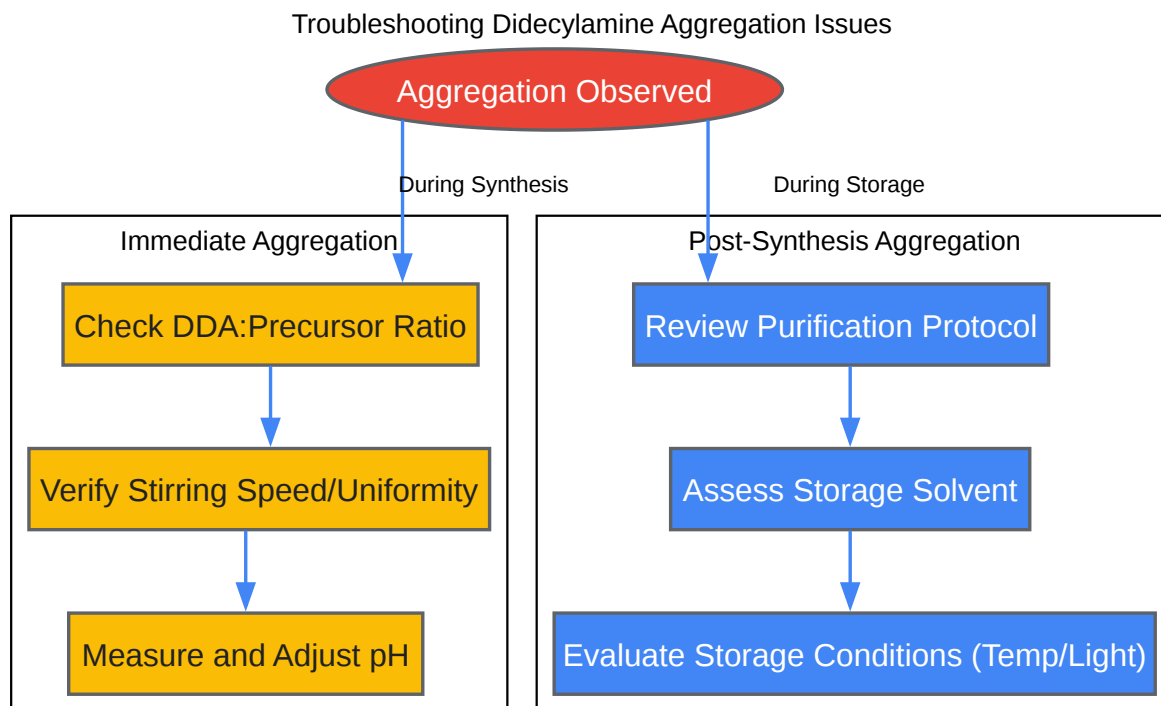 Troubleshooting Didecylamine Aggregation Issues
Aggregation Observed
During Synthesis
During Storage
Immediate Aggregation
Check DDA:Precursor Ratio
Verify Stirring Speed/Uniformity
Measure and Adjust pH
Post-Synthesis Aggregation
Review Purification Protocol
Assess Storage Solvent
Evaluate Storage Conditions (Temp/Light)